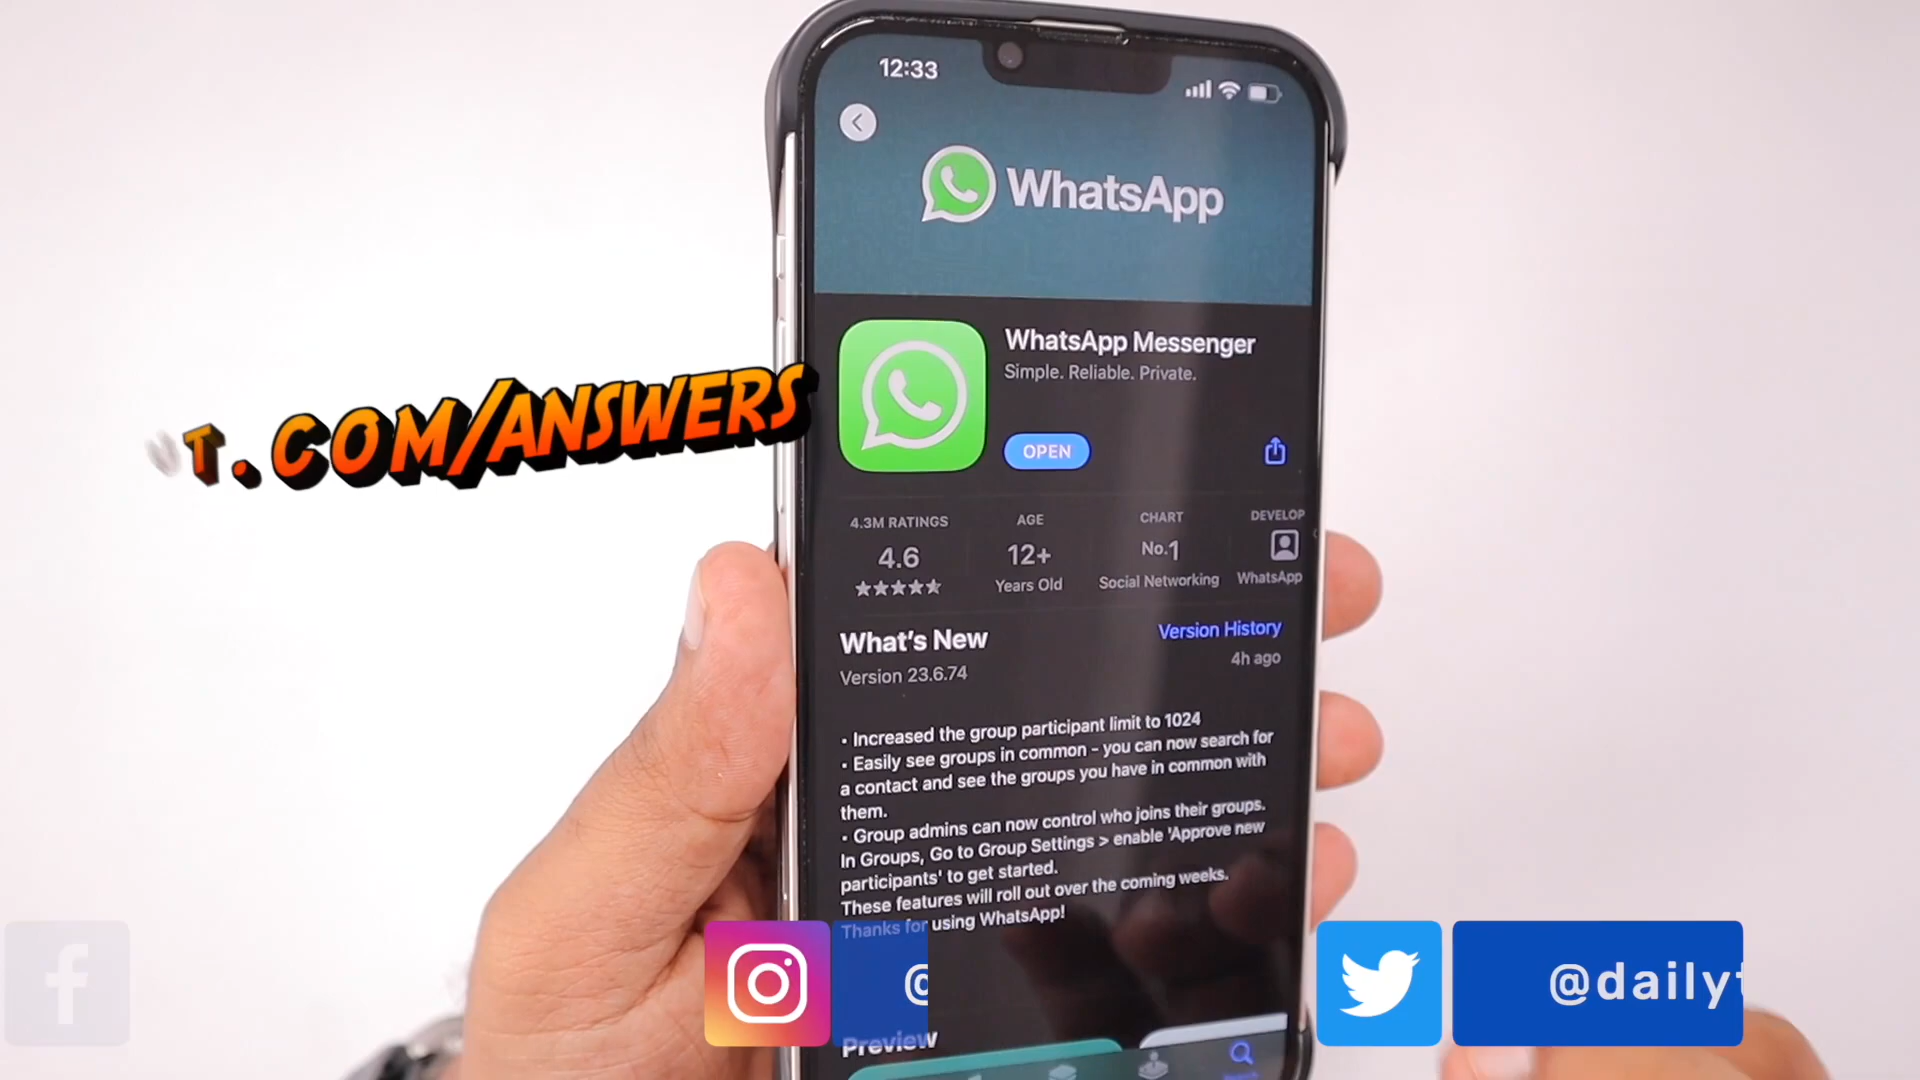 12:33
WhatsApp
WhatsApp Messenger
Simple. Reliable. Private.
OPEN
T.COM/ANSWERS
4.3M RATINGS
4.6
AGE
12+
Years Old
CHART
No.1
Social Networking
DEVELOP
WhatsApp
What's New
Version History
Version 23.6.74
4h ago
• Increased the group participant limit to 1024
• Easily see groups in common - you can now search for
a contact and see the groups you have in common with
them.
• Group admins can now control who joins their groups.
In Groups, Go to Group Settings > enable 'Approve new
participants' to get started.
These features will roll out over the coming weeks.
Thanks for using WhatsApp!
@
@dailyt
Preview